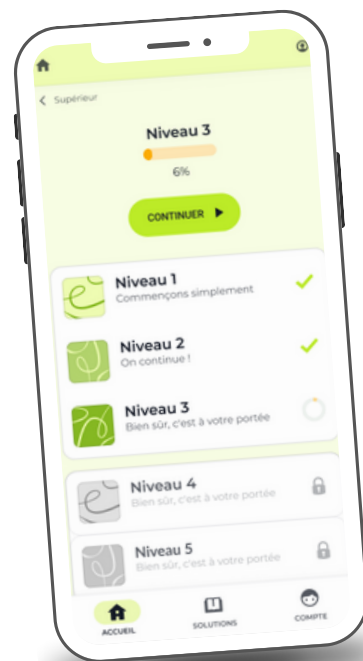 Supérieur
Niveau 3
6%
CONTINUER
Niveau 1
Commençons simplement
Niveau 2
On continue !
Niveau 3
Bien sûr, c'est à votre portée
Niveau 4
Bien sûr, c'est à votre portée
Niveau 5
Bien sûr, c'est à votre portée
ACCUEIL
SOLUTIONS
COMPTE